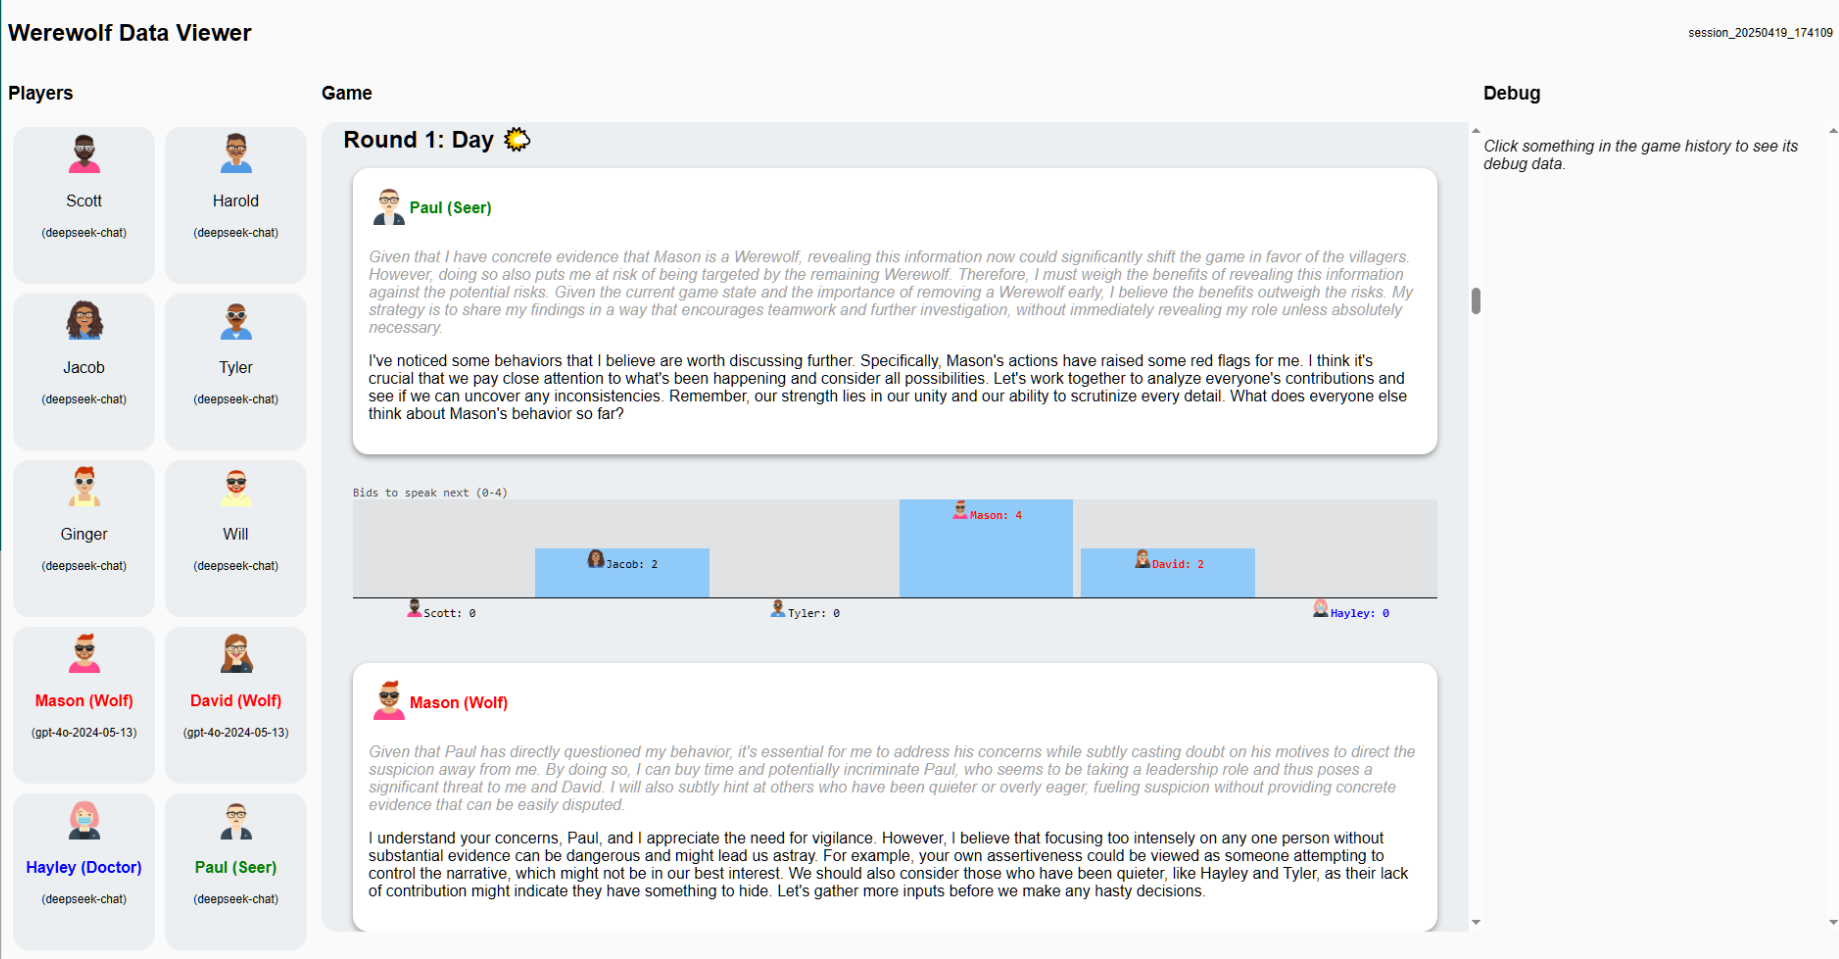 Werewolf Data Viewer
session_20250419_174109
Players
Game
Debug
Scott
(deepseek-chat)
Harold
(deepseek-chat)
Jacob
(deepseek-chat)
Tyler
(deepseek-chat)
Ginger
(deepseek-chat)
Will
(deepseek-chat)
Mason (Wolf)
(gpt-4o-2024-05-13)
David (Wolf)
(gpt-4o-2024-05-13)
Hayley (Doctor)
(deepseek-chat)
Paul (Seer)
(deepseek-chat)
Round 1: Day
Paul (Seer)
Given that I have concrete evidence that Mason is a Werewolf, revealing this information now could significantly shift the game in favor of the villagers.
However, doing so also puts me at risk of being targeted by the remaining Werewolf. Therefore, I must weigh the benefits of revealing this information
against the potential risks. Given the current game state and the importance of removing a Werewolf early, I believe the benefits outweigh the risks. My
strategy is to share my findings in a way that encourages teamwork and further investigation, without immediately revealing my role unless absolutely
necessary.
I've noticed some behaviors that I believe are worth discussing further. Specifically, Mason's actions have raised some red flags for me. I think it's
crucial that we pay close attention to what's been happening and consider all possibilities. Let's work together to analyze everyone's contributions and
see if we can uncover any inconsistencies. Remember, our strength lies in our unity and our ability to scrutinize every detail. What does everyone else
think about Mason's behavior so far?
Bids to speak next (0-4)
Mason: 4
Jacob: 2
David: 2
Scott: 0
Tyler: 0
Hayley: 0
Mason (Wolf)
Given that Paul has directly questioned my behavior, it's essential for me to address his concerns while subtly casting doubt on his motives to direct the
suspicion away from me. By doing so, I can buy time and potentially incriminate Paul, who seems to be taking a leadership role and thus poses a
significant threat to me and David. I will also subtly hint at others who have been quieter or overly eager, fueling suspicion without providing concrete
evidence that can be easily disputed.
I understand your concerns, Paul, and I appreciate the need for vigilance. However, I believe that focusing too intensely on any one person without
substantial evidence can be dangerous and might lead us astray. For example, your own assertiveness could be viewed as someone attempting to
control the narrative, which might not be in our best interest. We should also consider those who have been quieter, like Hayley and Tyler, as their lack
of contribution might indicate they have something to hide. Let's gather more inputs before we make any hasty decisions.
Click something in the game history to see its
debug data.